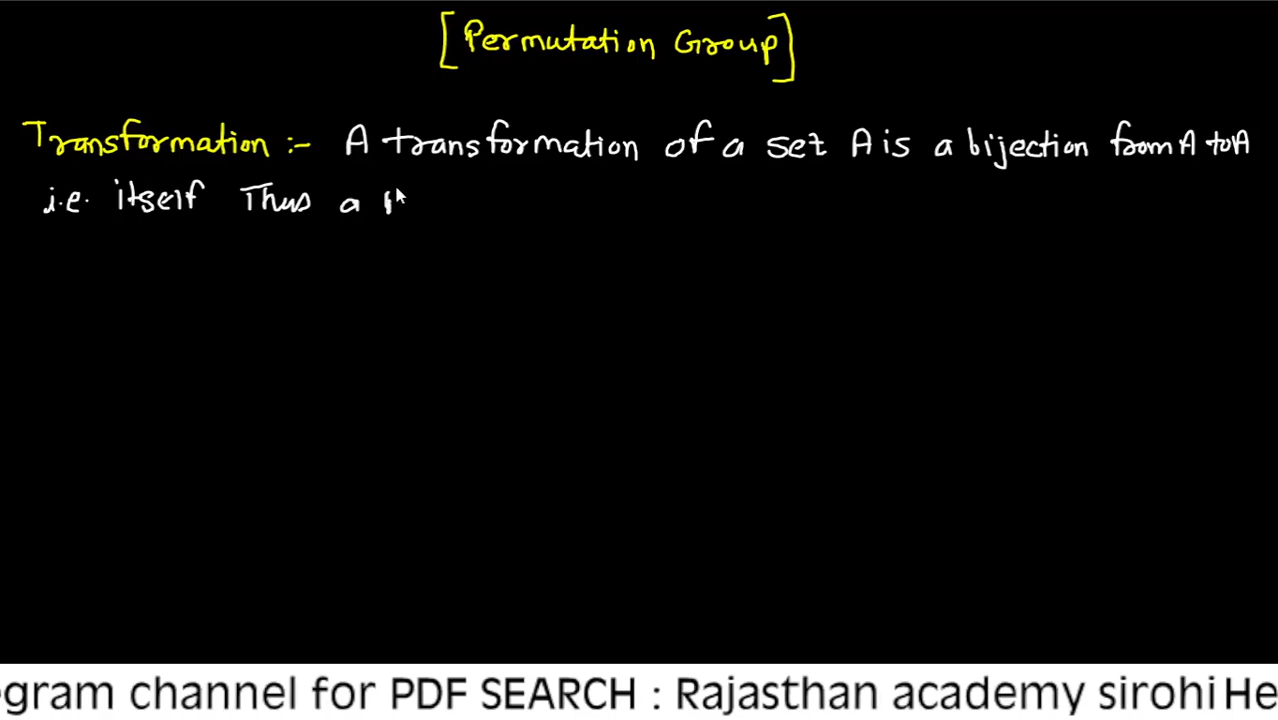 [Permutation Group]
Transformation :- A transformation of a set A is a bijection from A to A
i.e. itself Thus a
egram channel for PDF SEARCH : Rajasthan academy sirohi He